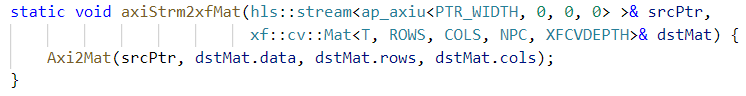 static void axiStrm2xfMat(hls::stream<ap_axiu<PTR_WIDTH, 0, 0, 0> >& srcPtr,
xf::cv::Mat<T, ROWS, COLS, NPC, XFCVDEPTH>& dstMat) {
Axi2Mat(srcPtr, dstMat.data, dstMat.rows, dstMat.cols);
}